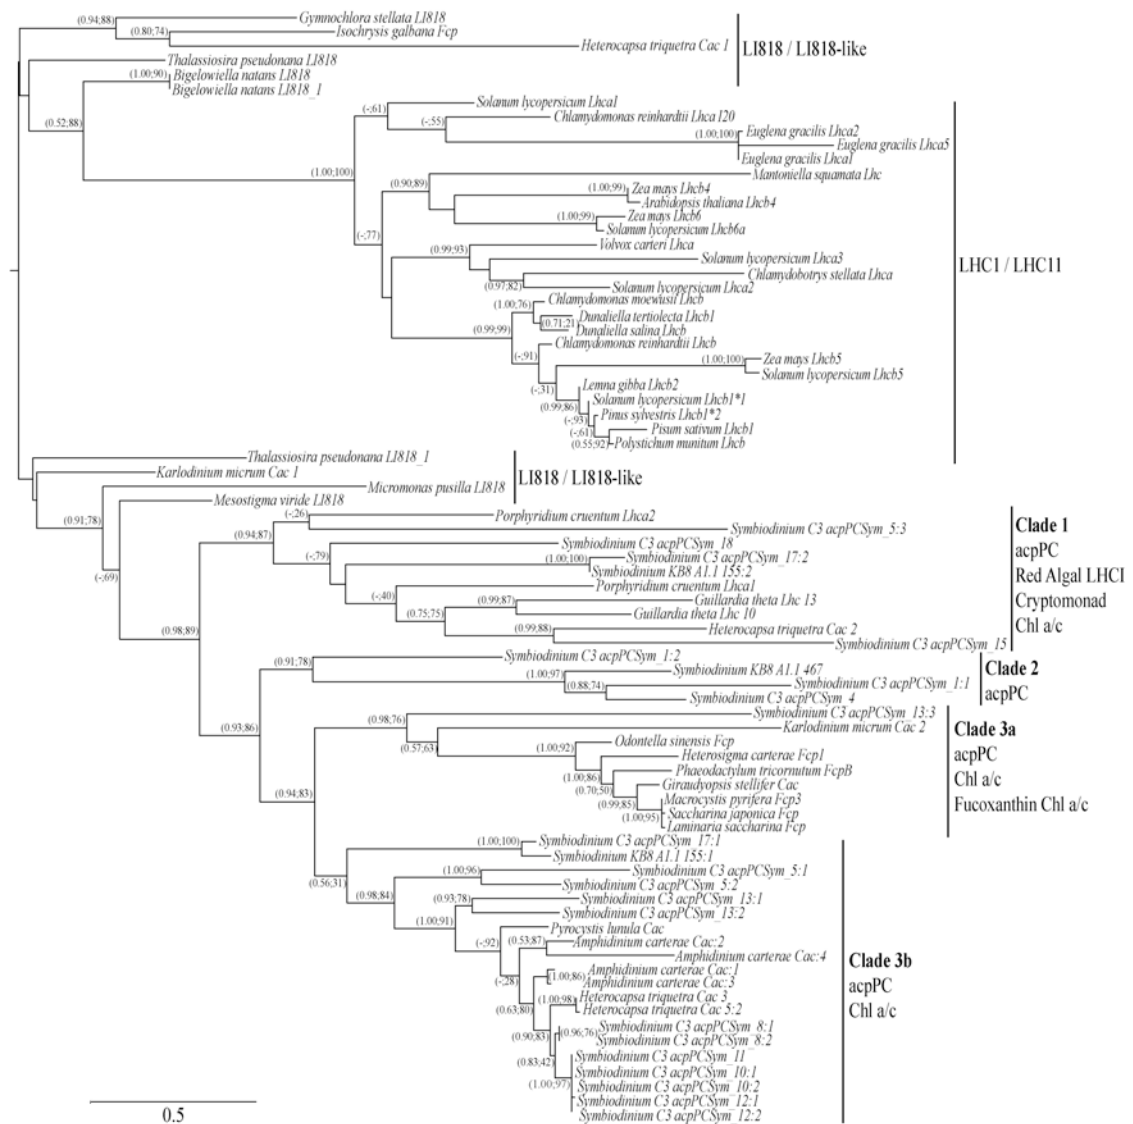 (0.94;88)
Gymnochlora stellata LI818
(0.80;74)
Isochrysis galbana Fcp
Heterocapsa triquetra Cac 1
LI818 / LI818-like
Thalassiosira pseudonana LI818
(1.00;90)
Bigelowiella natans LI818
Bigelowiella natans LI818_1
(0.52;88)
Solanum lycopersicum Lhca1
(-;61)
Chlamydomonas reinhardtii Lhca I20
(-;55)
Euglena gracilis Lhca2
(1.00;100)
Euglena gracilis Lhca5
Euglena gracilis Lhca1
(1.00;100)
Mantoniella squamata Lhc
(0.90;89)
Zea mays Lhcb4
(1.00;99)
Arabidopsis thaliana Lhcb4
Zea mays Lhcb6
(1.00;99)
Solanum lycopersicum Lhcb6a
(-;77)
Volvox carteri Lhca
(0.99;93)
Solanum lycopersicum Lhca3
LHC1 / LHC11
Chlamydobotrys stellata Lhca
(0.97;82)
Solanum lycopersicum Lhca2
Chlamydomonas moewusii Lhcb
(1.00;76)
Dunaliella tertiolecta Lhcb1
(0.71;21)
Dunaliella salina Lhcb
(0.99;99)
Chlamydomonas reinhardtii Lhcb
(-;91)
Zea mays Lhcb5
(1.00;100)
Solanum lycopersicum Lhcb5
(-;31)
Lemna gibba Lhcb2
Solanum lycopersicum Lhcb1*1
(0.99;86)
Pinus sylvestris Lhcb1*2
(-;93)
Pisum sativum Lhcb1
(-;61)
Polystichum munitum Lhcb
(0.55;92)
Thalassiosira pseudonana LI818_1
Karlodinium micrum Cac 1
LI818 / LI818-like
Micromonas pusilla LI818
Mesostigma viride LI818
(0.91;78)
(-;26)
Porphyridium cruentum Lhca2
Symbiodinium C3 acpPCSym_5:3
(0.94;87)
Symbiodinium C3 acpPCSym_18
(-;79)
Symbiodinium C3 acpPCSym_17:2
(1.00;100)
Symbiodinium KB8 A1.1 155:2
(-;69)
Porphyridium cruentum Lhca1
(-;40)
Guillardia theta Lhc 13
(0.99;87)
Guillardia theta Lhc 10
(0.75;75)
Heterocapsa triquetra Cac 2
(0.99;88)
Symbiodinium C3 acpPCSym_15
Clade 1
acpPC
Red Algal LHCI
Cryptomonad
Chl a/c
(0.98;89)
(0.91;78)
Symbiodinium C3 acpPCSym_1:2
Symbiodinium KB8 A1.1 467
(1.00;97)
Symbiodinium C3 acpPCSym_1:1
(0.88;74)
Symbiodinium C3 acpPCSym_4
Clade 2
acpPC
(0.93;86)
Symbiodinium C3 acpPCSym_13:3
(0.98;76)
Karlodinium micrum Cac 2
(0.57;63)
Odontella sinensis Fcp
(1.00;92)
Heterosigma carterae Fcp1
Phaeodactylum tricornutum FcpB
(1.00;86)
Giraudyopsis stellifer Cac
(0.70;50)
Macrocystis pyrifera Fcp3
(0.99;85)
Saccharina japonica Fcp
(1.00;95)
Laminaria saccharina Fcp
Clade 3a
acpPC
Chl a/c
Fucoxanthin Chl a/c
(0.94;83)
Symbiodinium C3 acpPCSym_17:1
(1.00;100)
Symbiodinium KB8 A1.1 155:1
(0.56;31)
Symbiodinium C3 acpPCSym_5:1
(1.00;96)
Symbiodinium C3 acpPCSym_5:2
(0.98;84)
Symbiodinium C3 acpPCSym_13:1
(0.93;78)
Symbiodinium C3 acpPCSym_13:2
(1.00;91)
Pyrocystis lunula Cac
(-;92)
Amphidinium carterae Cac:2
(0.53;87)
Amphidinium carterae Cac:4
(-;28)
Amphidinium carterae Cac:1
(1.00;86)
Amphidinium carterae Cac:3
Heterocapsa triquetra Cac 3
(1.00;98)
Heterocapsa triquetra Cac 5:2
(0.63;80)
Symbiodinium C3 acpPCSym_8:1
(0.96;76)
Symbiodinium C3 acpPCSym_8:2
(0.90;83)
Symbiodinium C3 acpPCSym_11
(0.83;42)
Symbiodinium C3 acpPCSym_10:1
(1.00;97)
Symbiodinium C3 acpPCSym_10:2
Symbiodinium C3 acpPCSym_12:1
Symbiodinium C3 acpPCSym_12:2
Clade 3b
acpPC
Chl a/c
0.5